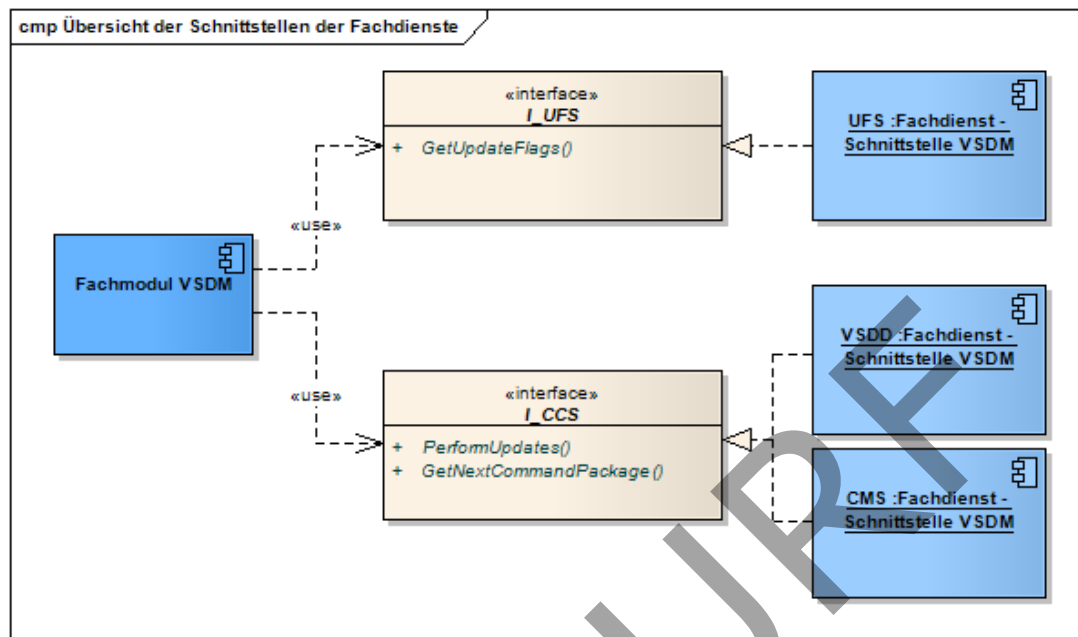 cmp Übersicht der Schnittstellen der Fachdienste
«interface»
I_UFS
+ GetUpdateFlags()
UFS :Fachdienst -
Schnittstelle VSDM
«use»
Fachmodul VSDM
«use»
«interface»
I_CCS
+ PerformUpdates()
+ GetNextCommandPackage()
VSDD :Fachdienst -
Schnittstelle VSDM
CMS :Fachdienst -
Schnittstelle VSDM
URF